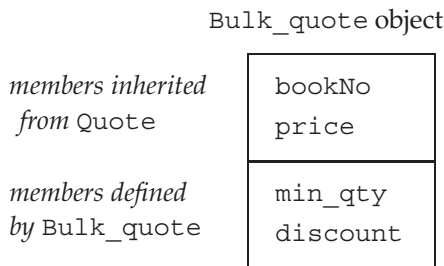 Bulk_quote object
members inherited
from Quote
bookNo
price
members defined
by Bulk_quote
min_qty
discount